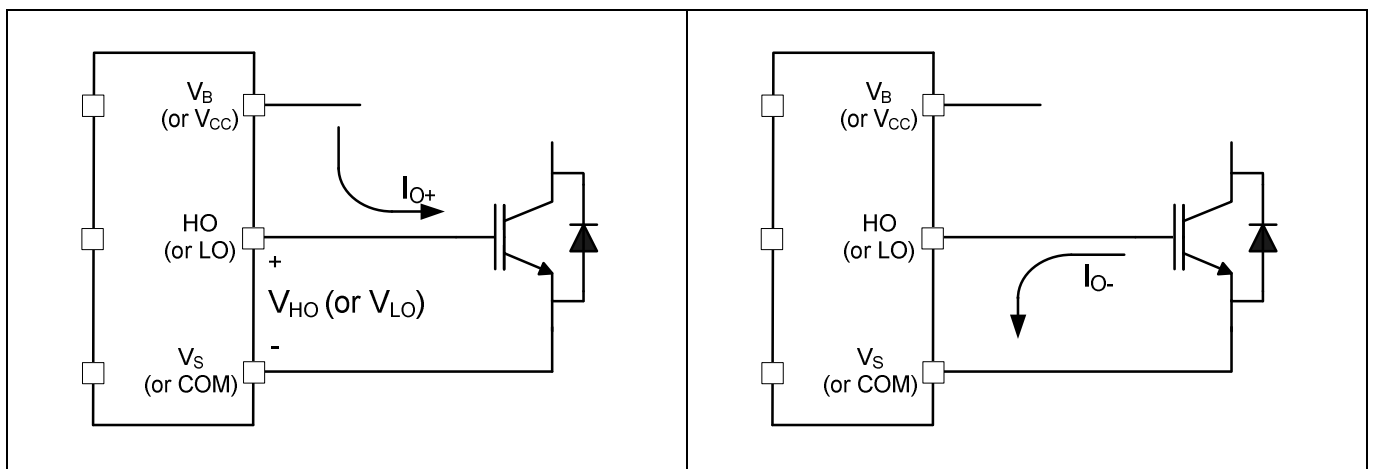 V_B
(or V_CC)
I_O+
HO
(or LO)
+
V_HO (or V_LO)
-
V_S
(or COM)
V_B
(or V_CC)
HO
(or LO)
I_O-
V_S
(or COM)